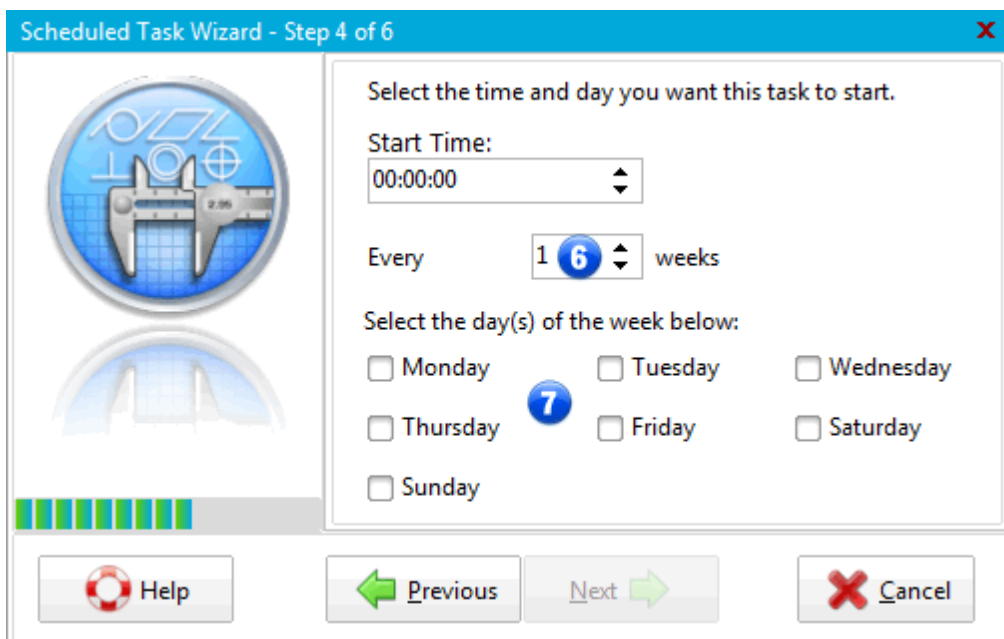 Scheduled Task Wizard - Step 4 of 6 x
Select the time and day you want this task to start.
Start Time:
00:00:00
Every 1 6 weeks
Select the day(s) of the week below:
Monday Tuesday Wednesday
7
Thursday Friday Saturday
Sunday
2.95
Help Previous Next Cancel